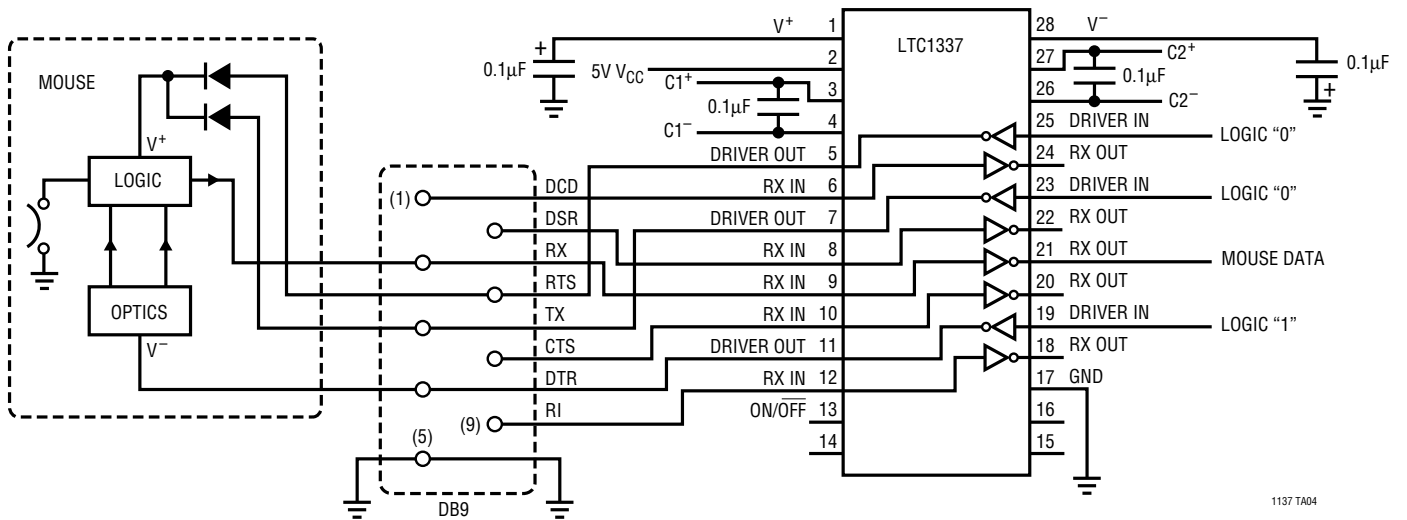 MOUSE
V+
LOGIC
OPTICS
V−
(1)
DCD
DSR
RX
RTS
TX
CTS
DTR
(9)
RI
(5)
DB9
LTC1337
V+ 1
+
0.1µF
5V VCC 2
C1+ 3
0.1µF
C1− 4
DRIVER OUT 5
RX IN 6
DRIVER OUT 7
RX IN 8
RX IN 9
RX IN 10
DRIVER OUT 11
RX IN 12
ON/OFF 13
14
28 V−
0.1µF
+
27 C2+
0.1µF
26 C2−
25 DRIVER IN LOGIC “0”
24 RX OUT
23 DRIVER IN LOGIC “0”
22 RX OUT
21 RX OUT MOUSE DATA
20 RX OUT
19 DRIVER IN LOGIC “1”
18 RX OUT
17 GND
16
15
1137 TA04